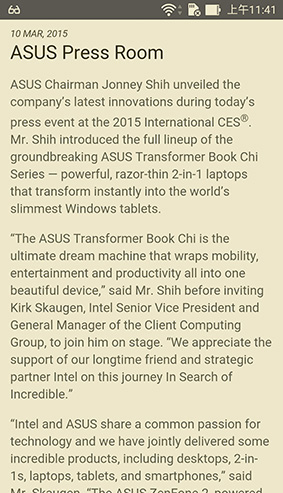 上午11:41
10 MAR, 2015
ASUS Press Room
ASUS Chairman Jonney Shih unveiled the
company's latest innovations during today's
press event at the 2015 International CES®.
Mr. Shih introduced the full lineup of the
groundbreaking ASUS Transformer Book Chi
Series — powerful, razor-thin 2-in-1 laptops
that transform instantly into the world's
slimmest Windows tablets.
“The ASUS Transformer Book Chi is the
ultimate dream machine that wraps mobility,
entertainment and productivity all into one
beautiful device,” said Mr. Shih before inviting
Kirk Skaugen, Intel Senior Vice President and
General Manager of the Client Computing
Group, to join him on stage. “We appreciate the
support of our longtime friend and strategic
partner Intel on this journey In Search of
Incredible.”
“Intel and ASUS share a common passion for
technology and we have jointly delivered some
incredible products, including desktops, 2-in-
1s, laptops, tablets, and smartphones,” said
Mr. Skaugen. “The ASUS ZenFone 2, powered